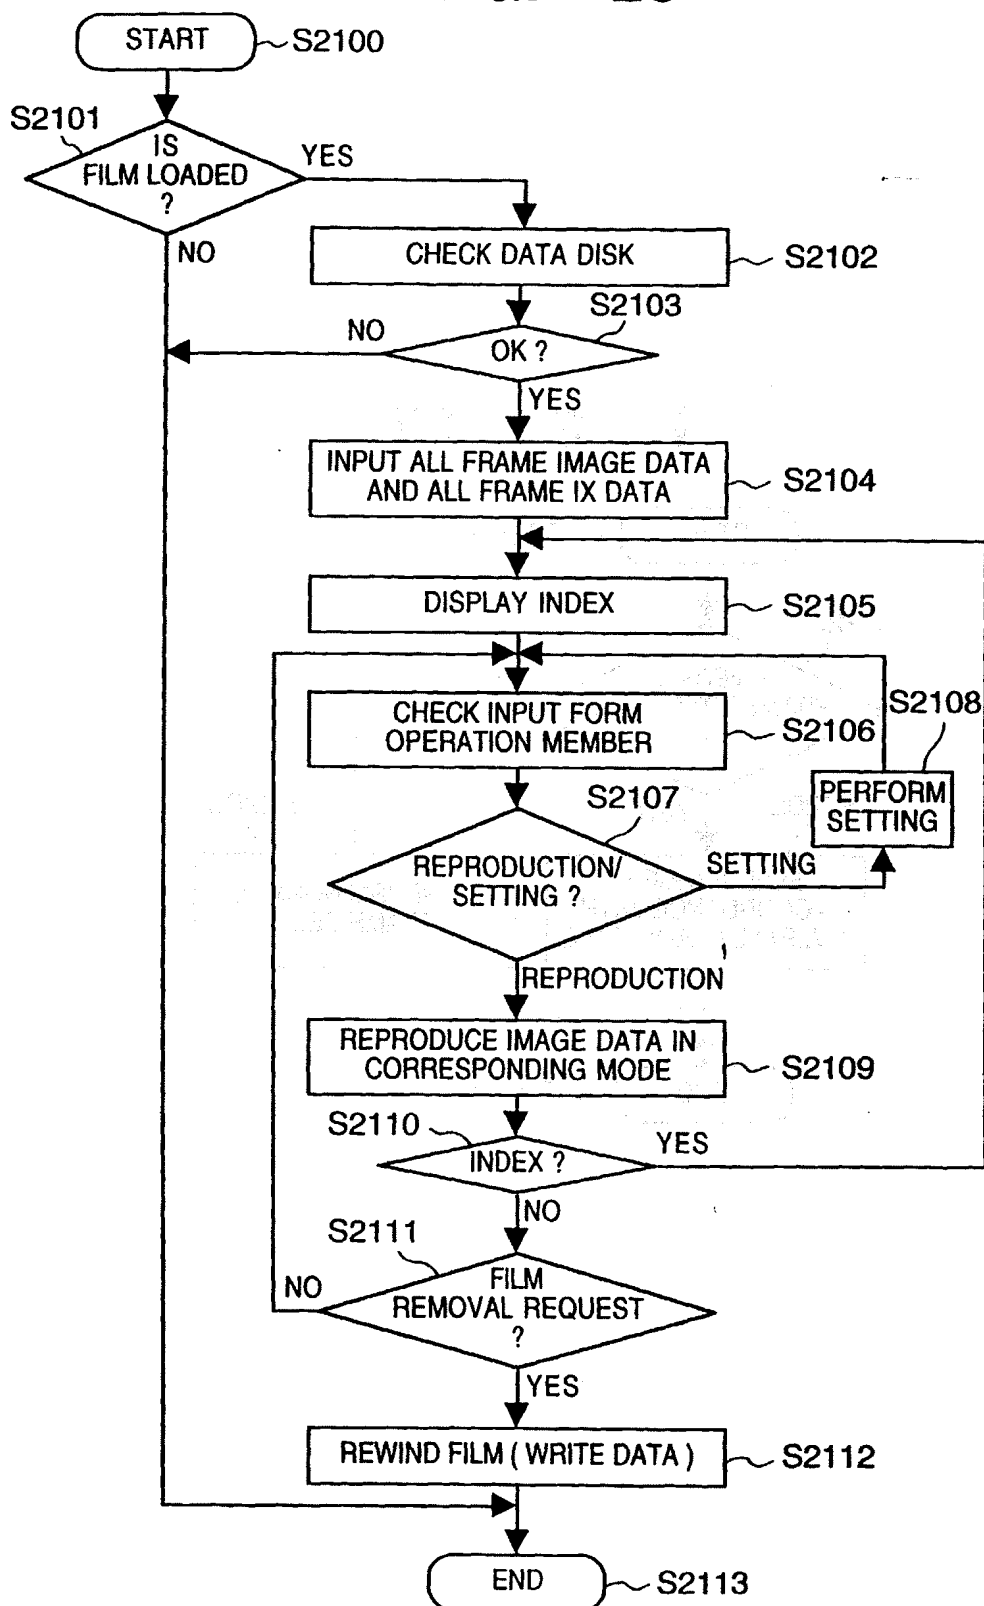 START
S2100
S2101
IS
FILM LOADED
?
YES
NO
CHECK DATA DISK
S2102
S2103
NO
OK ?
YES
INPUT ALL FRAME IMAGE DATA
AND ALL FRAME IX DATA
S2104
DISPLAY INDEX
S2105
CHECK INPUT FORM
OPERATION MEMBER
S2106
S2108
PERFORM
SETTING
S2107
REPRODUCTION/
SETTING ?
SETTING
REPRODUCTION
REPRODUCE IMAGE DATA IN
CORRESPONDING MODE
S2109
S2110
INDEX ?
YES
NO
S2111
FILM
REMOVAL REQUEST
?
NO
YES
REWIND FILM ( WRITE DATA )
S2112
END
S2113